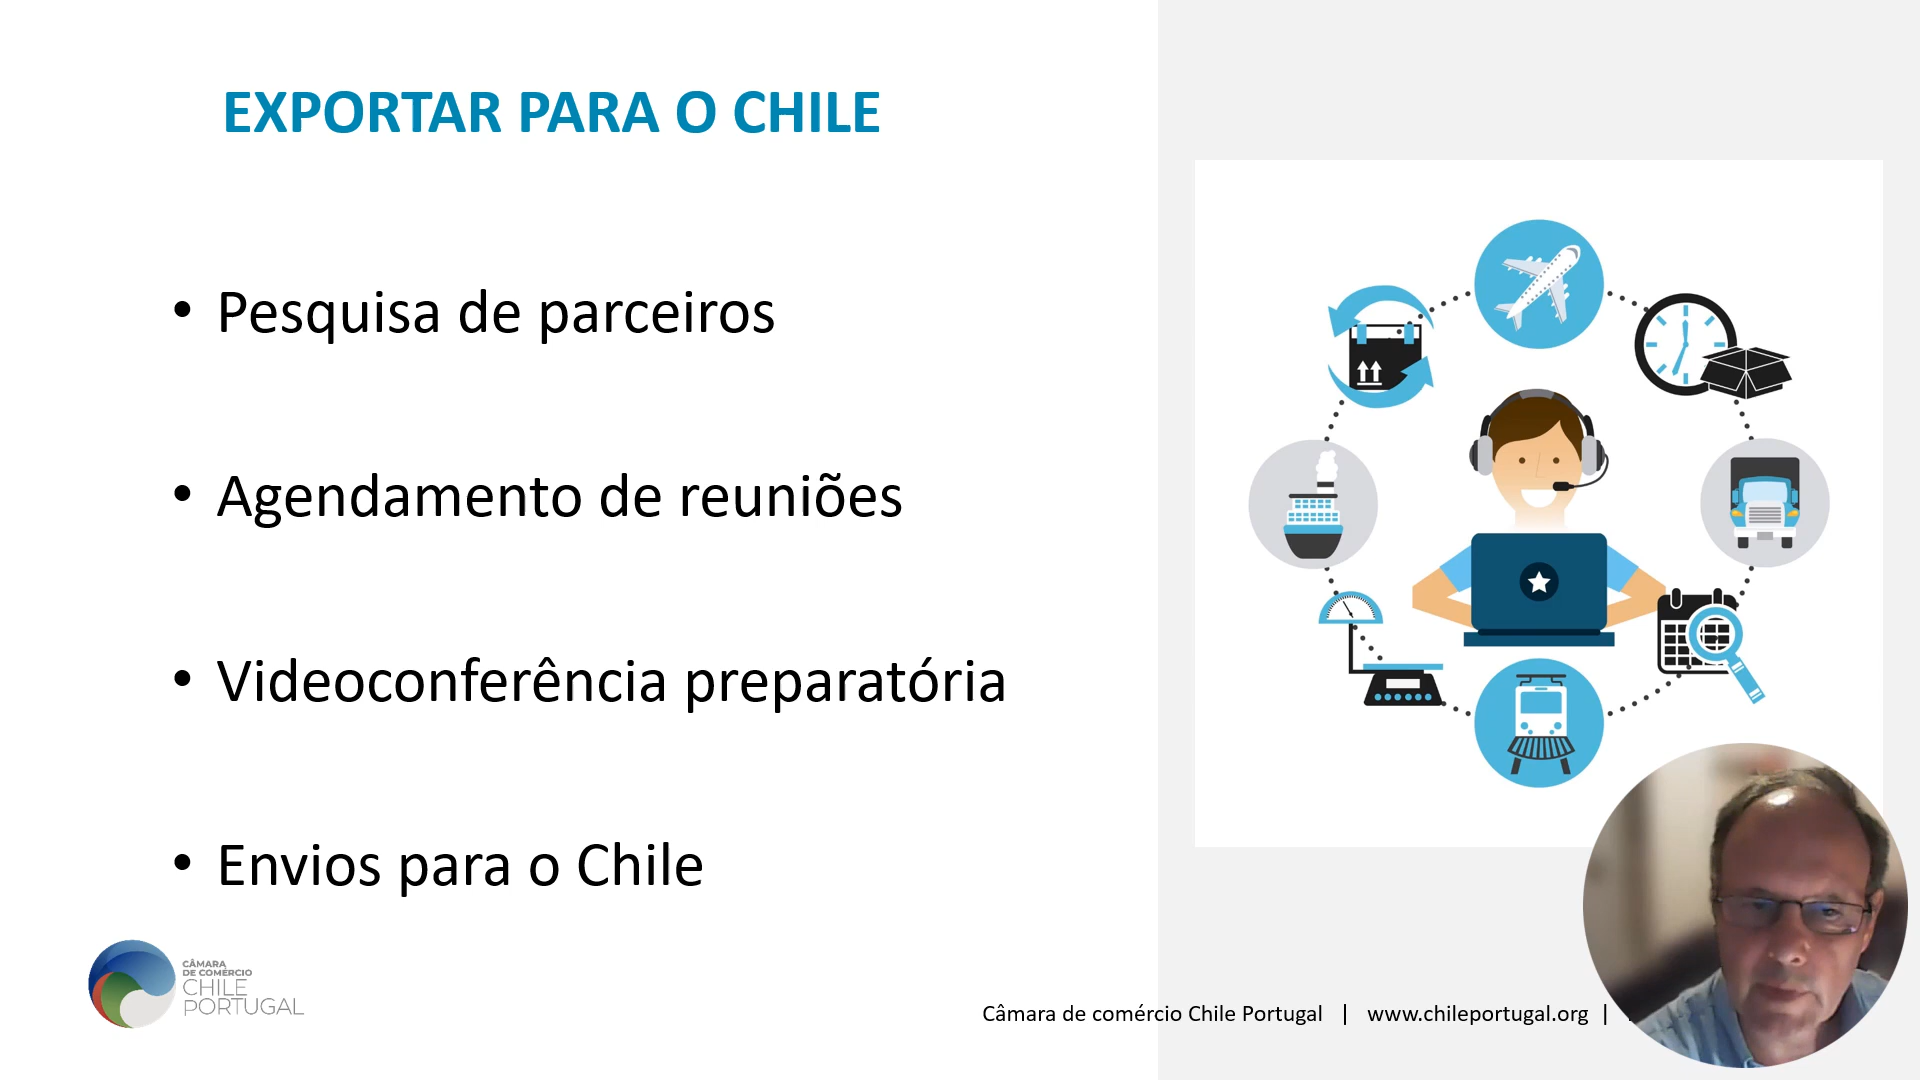 EXPORTAR PARA O CHILE
• Pesquisa de parceiros
• Agendamento de reuniões
• Videoconferência preparatória
• Envios para o Chile
CÂMARA
DE COMÉRCIO
CHILE
PORTUGAL
Câmara de comércio Chile Portugal | www.chileportugal.org |